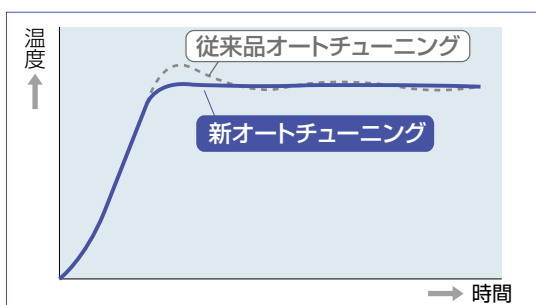 温度
従来品オートチューニング
新オートチューニング
時間